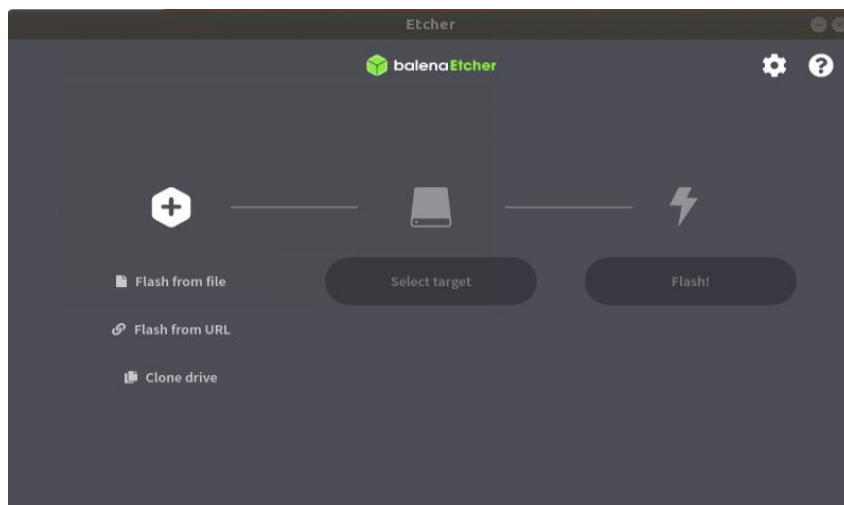 Etcher
balenaEtcher
Flash from file
Select target
Flash!
Flash from URL
Clone drive